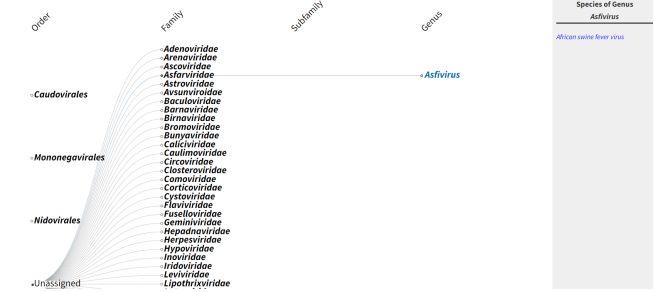 Order
Family
Subfamily
Genus
Species of Genus
Asfivirus
African swine fever virus
Caudovirales
Mononegavirales
Nidovirales
Unassigned
Adenoviridae
Arenaviridae
Ascoviridae
Asfarviridae
Astroviridae
Avsunviroidae
Baculoviridae
Barnaviridae
Birnaviridae
Bromoviridae
Bunyaviridae
Caliciviridae
Caulimoviridae
Circoviridae
Closteroviridae
Comoviridae
Corticoviridae
Cystoviridae
Flaviviridae
Fuselloviridae
Geminiviridae
Hepadnaviridae
Herpesviridae
Hypoviridae
Inoviridae
Iridoviridae
Leviviridae
Lipothrixviridae
Asfivirus